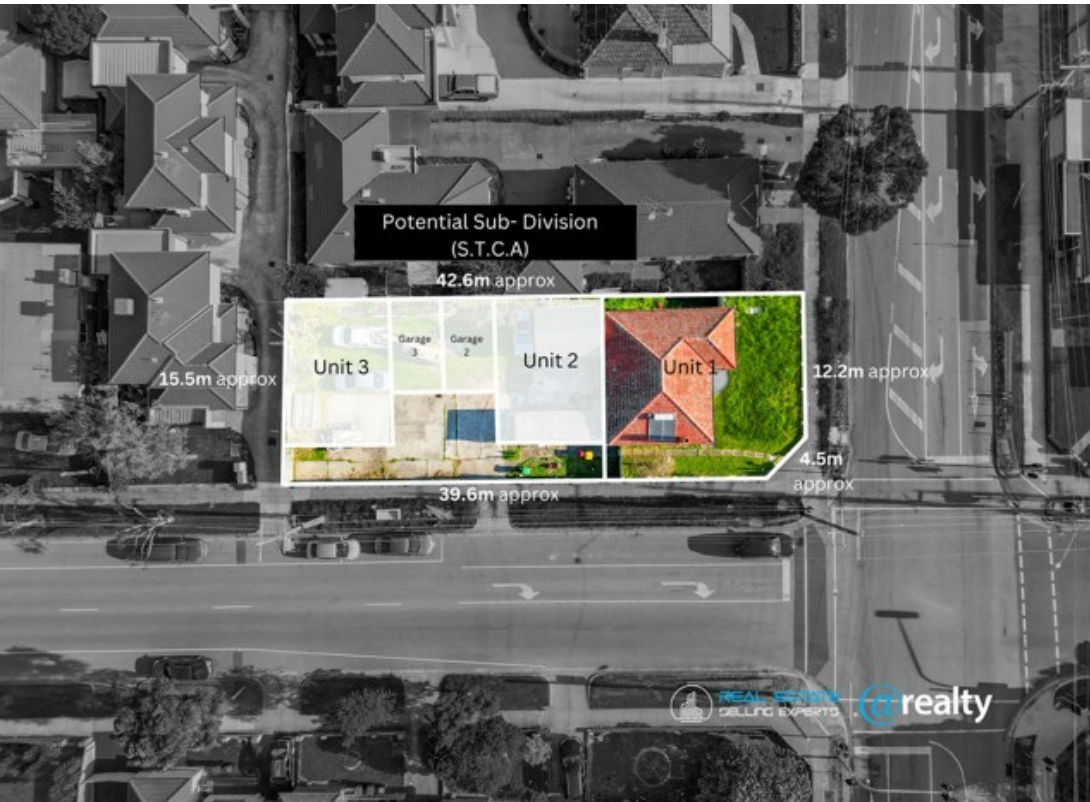 Potential Sub- Division
(S.T.C.A)
42.6m approx
Garage
3
Garage
2
Unit 3
Unit 2
Unit 1
15.5m approx
12.2m approx
4.5m
approx
39.6m approx
REAL ESTATE
SELLING EXPERTS
@realty